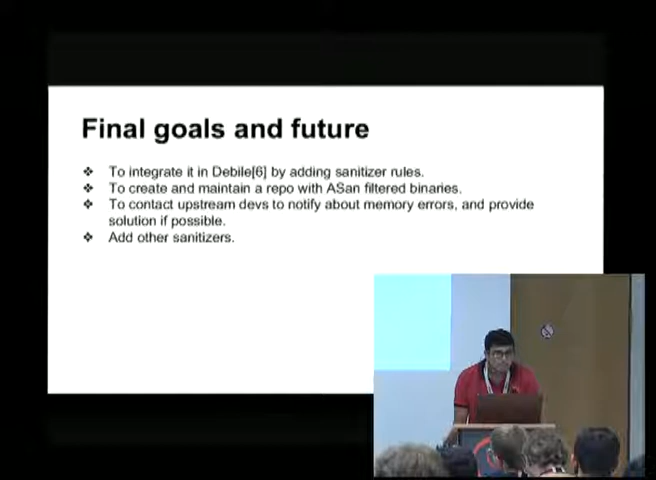 Final goals and future
❖ To integrate it in Debile[6] by adding sanitizer rules.
❖ To create and maintain a repo with ASan filtered binaries.
❖ To contact upstream devs to notify about memory errors, and provide
solution if possible.
❖ Add other sanitizers.